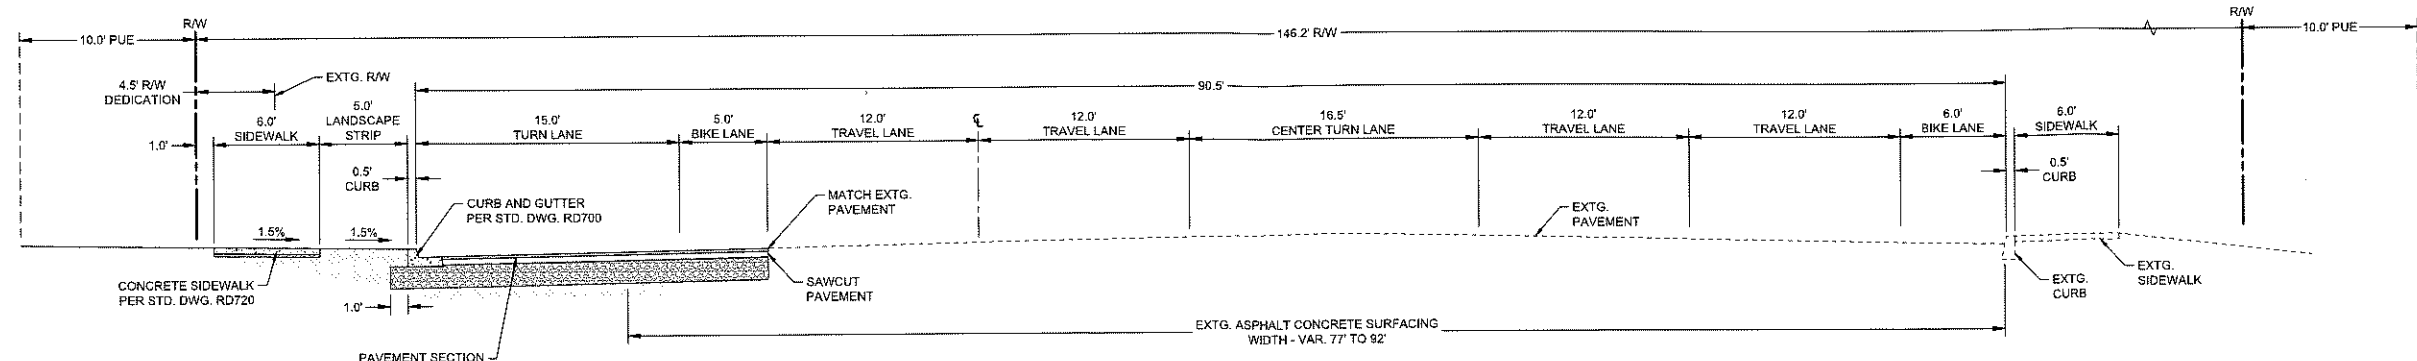 R/W
R/W
10.0' PUE
146.2' R/W
10.0' PUE
EXTG. R/W
4.5' R/W
DEDICATION
90.5'
6.0'
SIDEWALK
5.0'
LANDSCAPE
STRIP
15.0'
TURN LANE
5.0'
BIKE LANE
12.0'
TRAVEL LANE
℄
12.0'
TRAVEL LANE
16.5'
CENTER TURN LANE
12.0'
TRAVEL LANE
12.0'
TRAVEL LANE
6.0'
BIKE LANE
6.0'
SIDEWALK
1.0'
0.5'
CURB
0.5'
CURB
CURB AND GUTTER
PER STD. DWG. RD700
MATCH EXTG.
PAVEMENT
EXTG.
PAVEMENT
1.5%
1.5%
CONCRETE SIDEWALK
PER STD. DWG. RD720
SAWCUT
PAVEMENT
EXTG.
CURB
EXTG.
SIDEWALK
1.0'
EXTG. ASPHALT CONCRETE SURFACING
WIDTH - VAR. 77' TO 92'
PAVEMENT SECTION